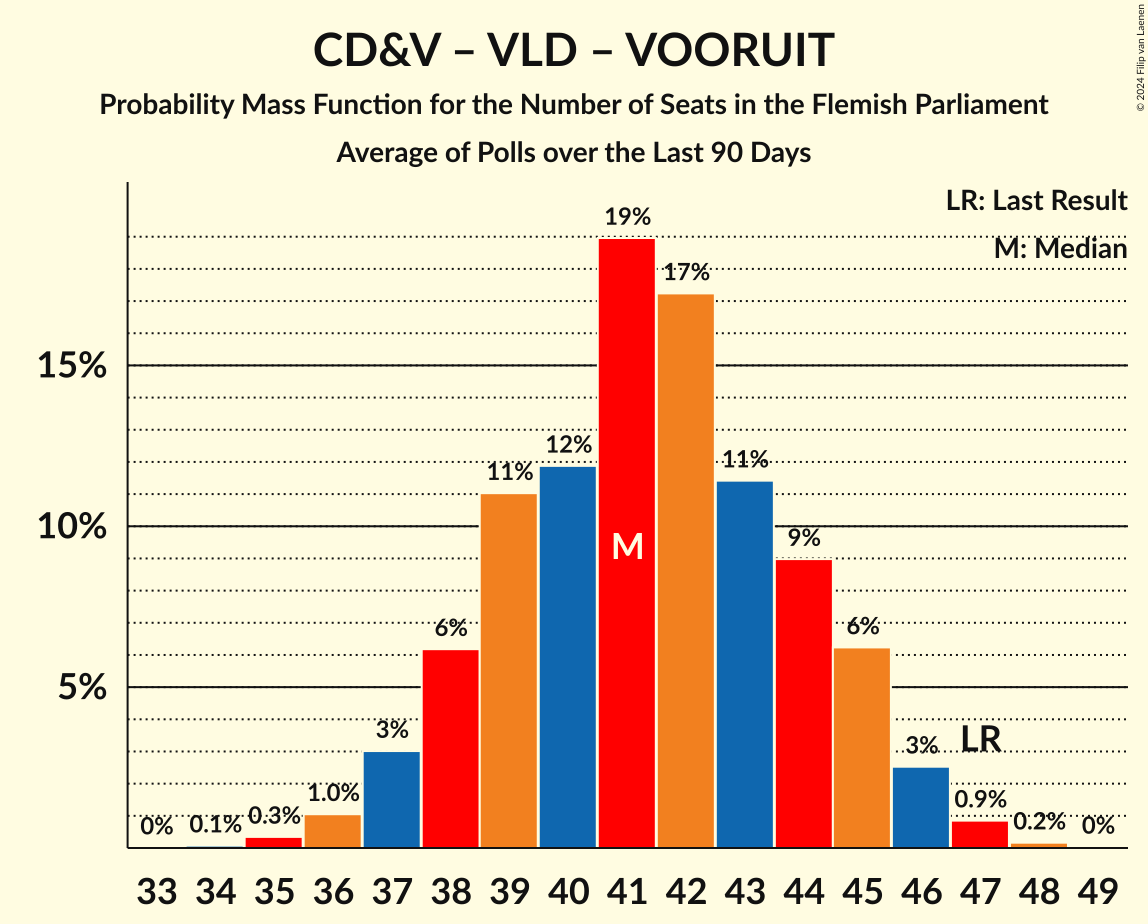 CD&V – VLD – VOORUIT
Probability Mass Function for the Number of Seats in the Flemish Parliament
Average of Polls over the Last 90 Days
© 2024 Filip van Laenen
LR: Last Result
M: Median
15%
10%
5%
0% 0.1% 0.3% 1.0% 3% 6% 11% 12% 19% 17% 11% 9% 6% 3% 0.9% 0.2% 0%
M
LR
33 34 35 36 37 38 39 40 41 42 43 44 45 46 47 48 49